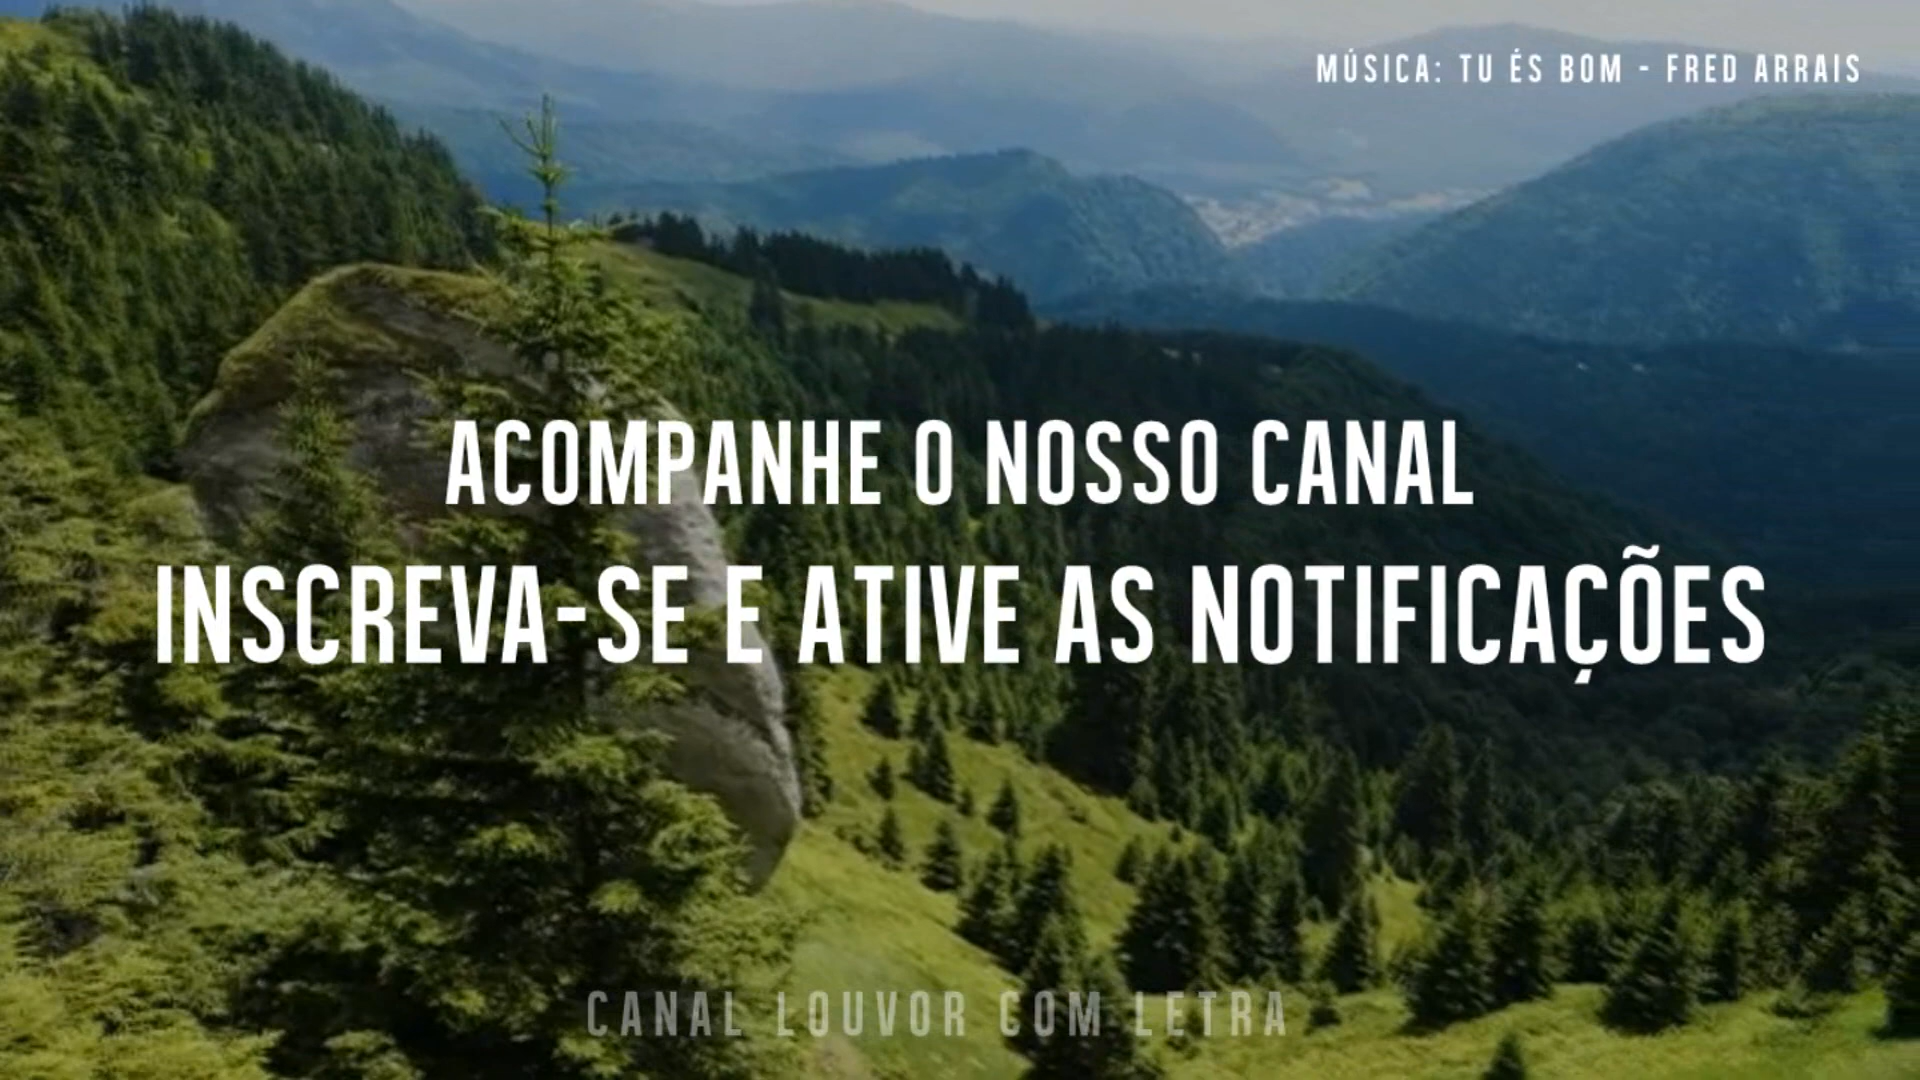 MÚSICA: TU ÉS BOM - FRED ARRAIS
ACOMPANHE O NOSSO CANAL
INSCREVA-SE E ATIVE AS NOTIFICAÇÕES
CANAL LOUVOR COM LETRA